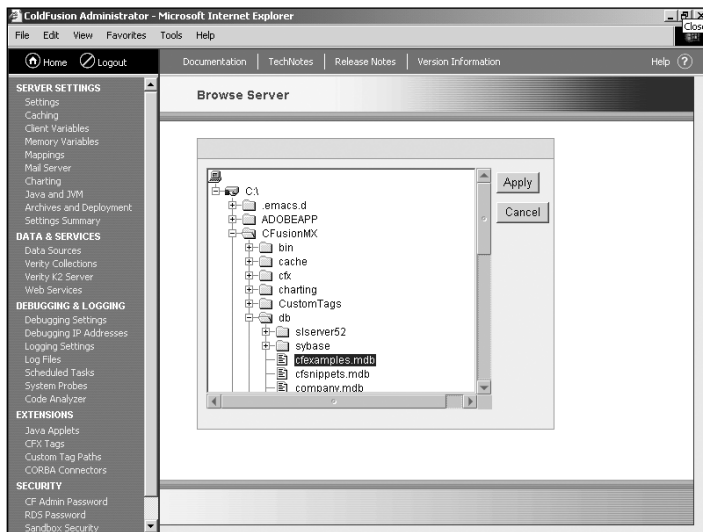 ColdFusion Administrator - Microsoft Internet Explorer
Close
File Edit View Favorites Tools Help
Home Logout Documentation TechNotes Release Notes Version Information Help ?
SERVER SETTINGS
Settings
Caching
Client Variables
Memory Variables
Mappings
Mail Server
Charting
Java and JVM
Archives and Deployment
Settings Summary
DATA & SERVICES
Data Sources
Verity Collections
Verity K2 Server
Web Services
DEBUGGING & LOGGING
Debugging Settings
Debugging IP Addresses
Logging Settings
Log Files
Scheduled Tasks
System Probes
Code Analyzer
EXTENSIONS
Java Applets
CFX Tags
Custom Tag Paths
CORBA Connectors
SECURITY
CF Admin Password
RDS Password
Sandbox Security
Browse Server
C:\
.emacs.d
ADOBEAPP
CFusionMX
bin
cache
cfx
charting
CustomTags
db
slserver52
sybase
cfexamples.mdb
cfsnippets.mdb
company.mdb
Apply
Cancel